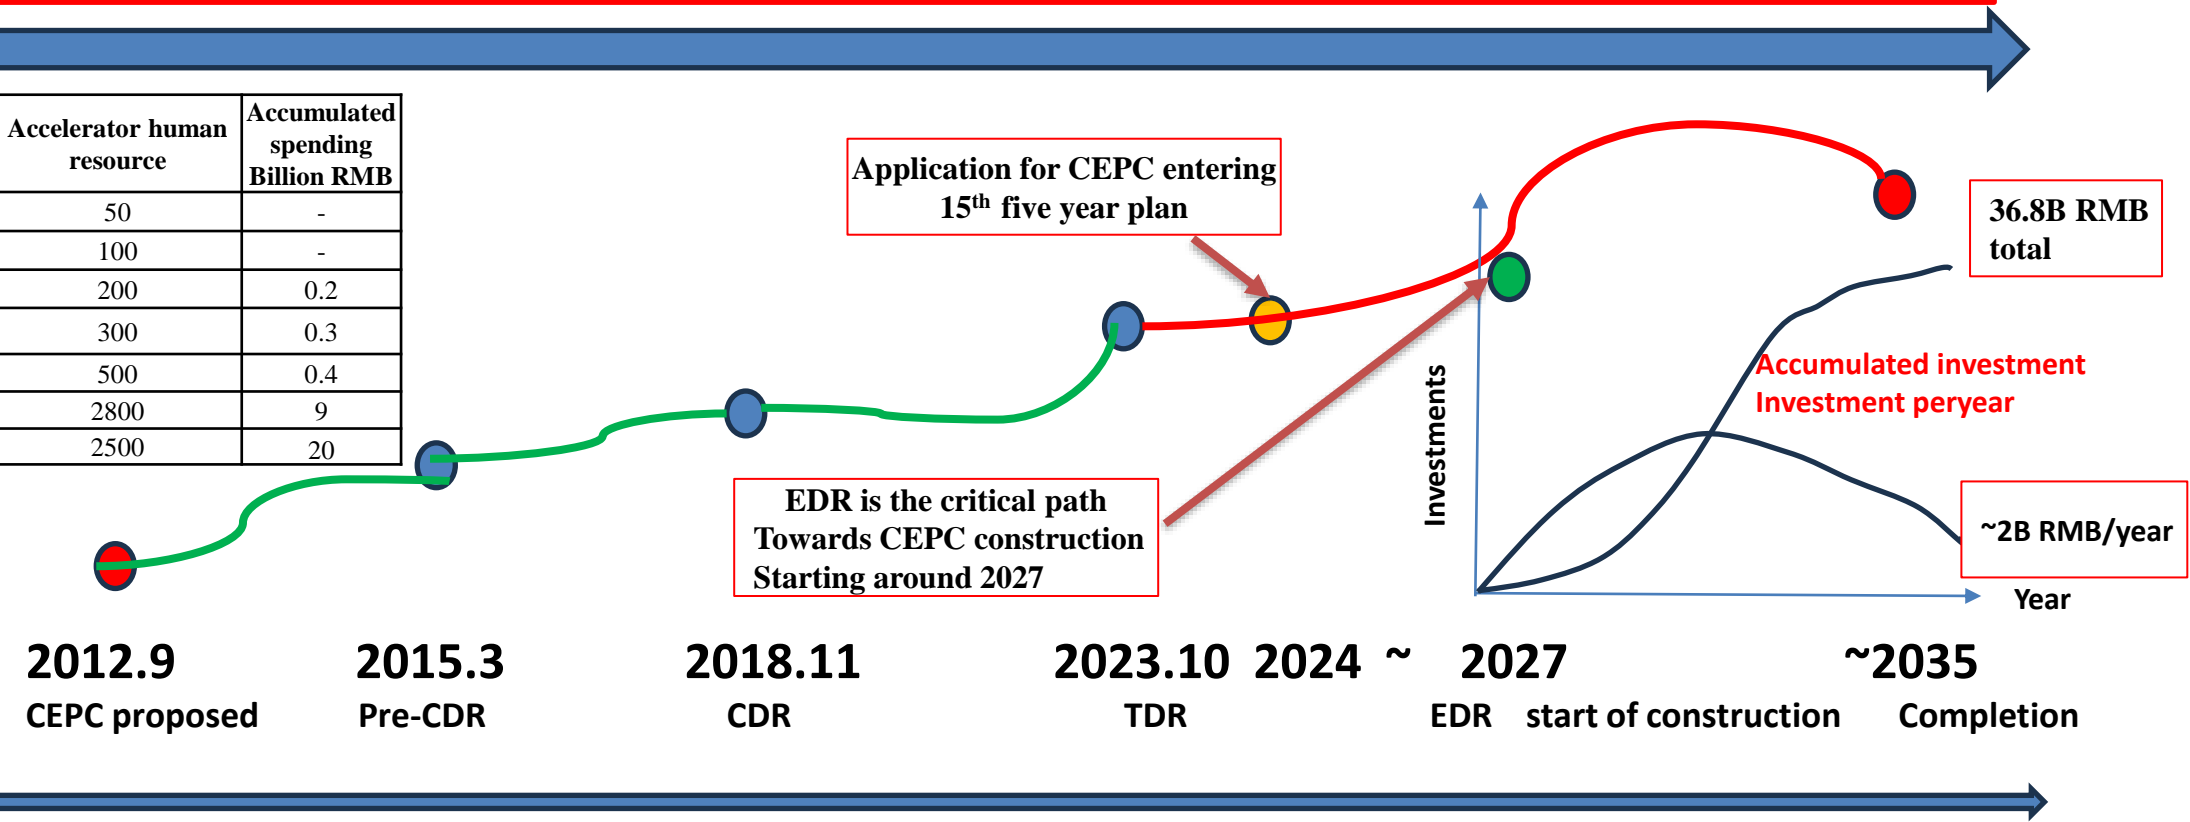 Accelerator human
resource
Accumulated
spending
Billion RMB
50 -
100 -
200 0.2
300 0.3
500 0.4
2800 9
2500 20
Application for CEPC entering
15th five year plan
36.8B RMB
total
Accumulated investment
Investment peryear
Investments
EDR is the critical path
Towards CEPC construction
Starting around 2027
~2B RMB/year
Year
2012.9 2015.3 2018.11 2023.10 2024 ~ 2027 ~2035
CEPC proposed Pre-CDR CDR TDR EDR start of construction Completion